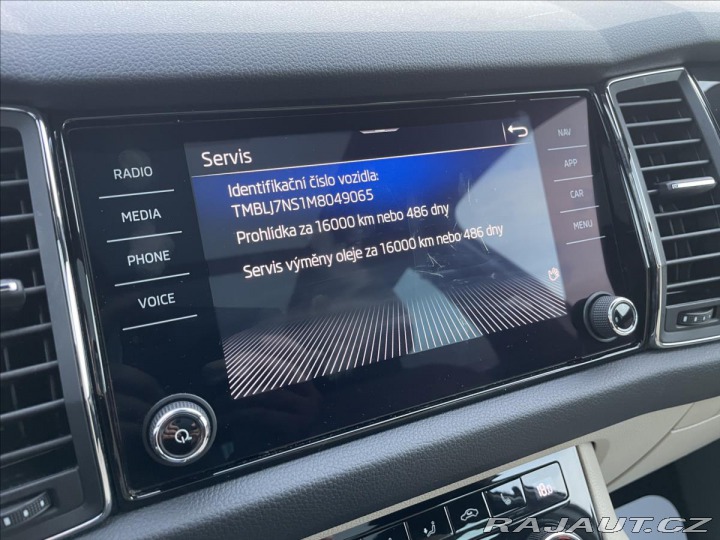 Servis
NAV
RADIO
Identifikační číslo vozidla:
TMBLJ7NS1M8049065
APP
MEDIA
Prohlídka za 16000 km nebo 486 dny
CAR
PHONE
Servis výměny oleje za 16000 km nebo 486 dny
MENU
VOICE
RAJAUT.CZ